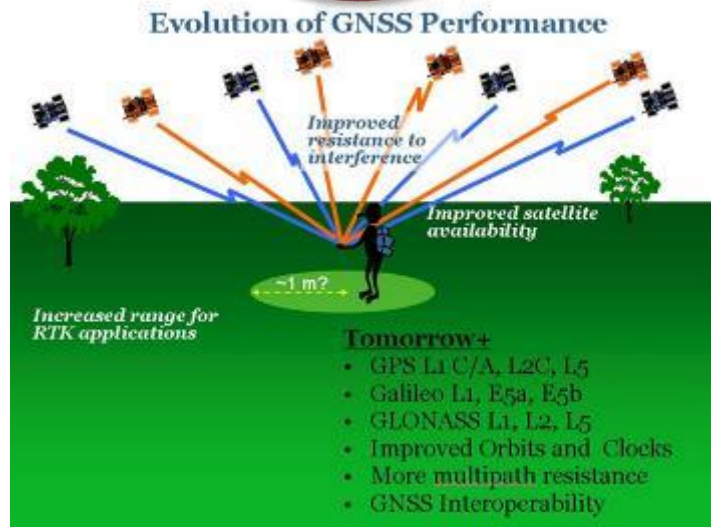 Evolution of GNSS Performance
Improved
resistance to
interference
Improved satellite
availability
~1 m?
Increased range for
RTK applications
Tomorrow+
• GPS L1 C/A, L2C, L5
• Galileo L1, E5a, E5b
• GLONASS L1, L2, L5
• Improved Orbits and Clocks
• More multipath resistance
• GNSS Interoperability